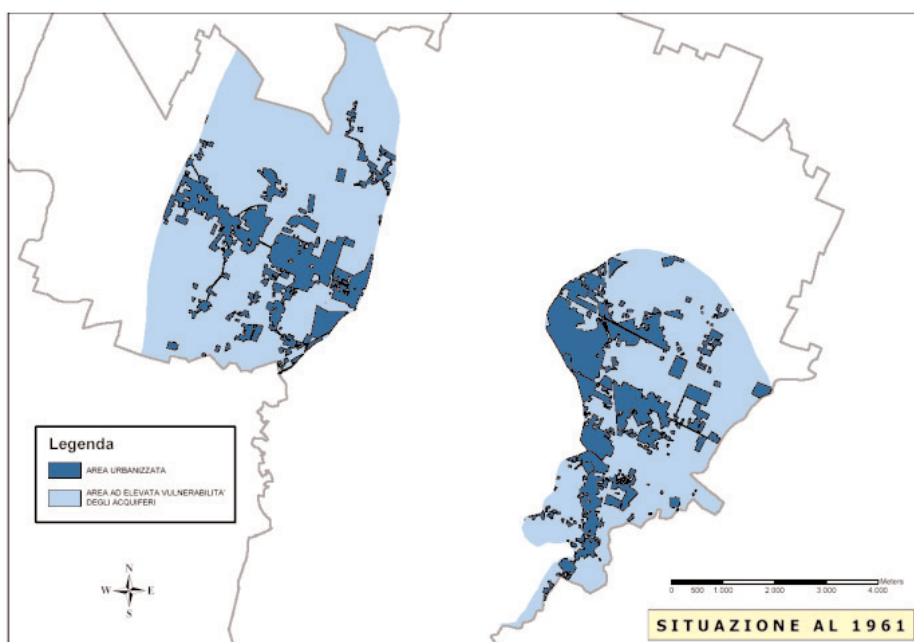 Legenda
AREA URBANIZZATA
AREA AD ELEVATA VULNERABILITA'
DEGLI ACQUIFERI
N
W E
S
Meters
0 500 1.000 2.000 3.000 4.000
SITUAZIONE AL 1961